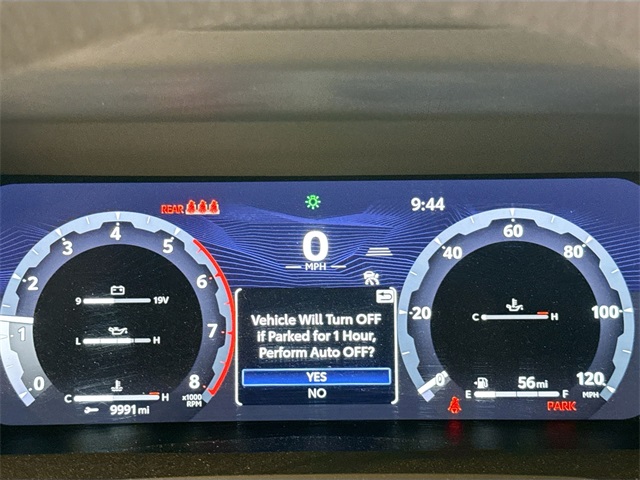 REAR
9:44
0
MPH
0 1 2 3 4 5 6 7 8
x1000
RPM
9 19V
L H
C H
9991 mi
Vehicle Will Turn OFF
if Parked for 1 Hour,
Perform Auto OFF?
YES
NO
0 20 40 60 80 100 120
MPH
C H
56 mi
E F
PARK